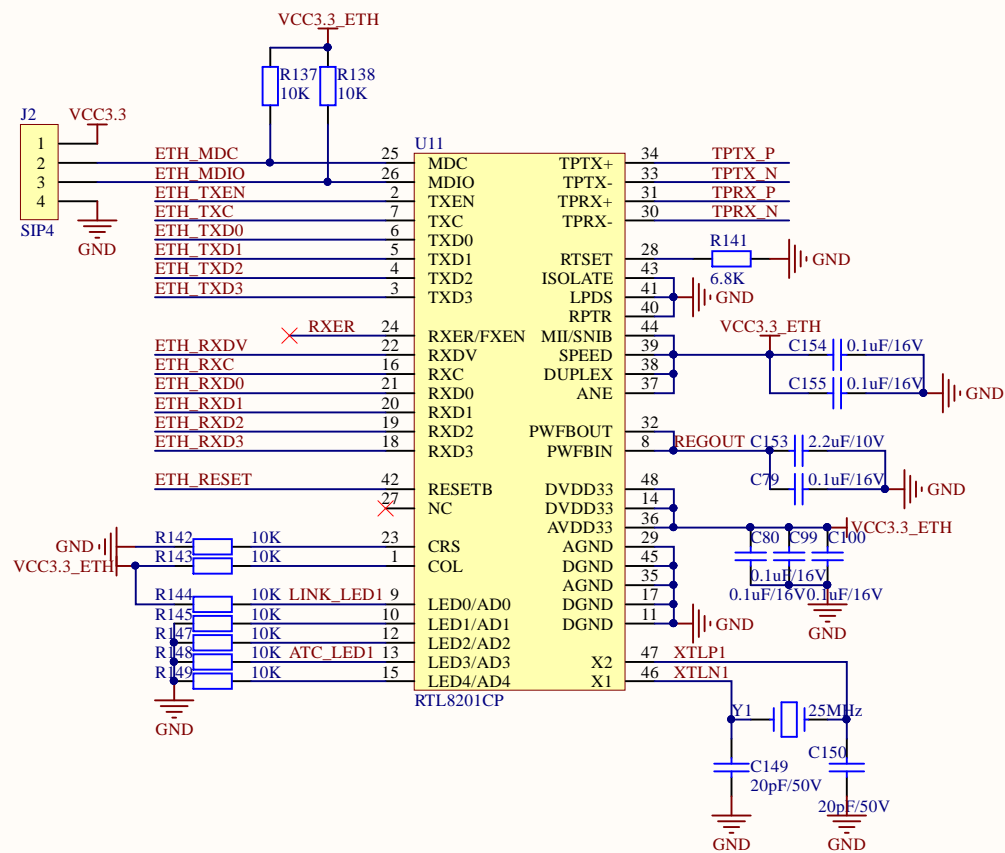 VCC3.3_ETH
R137 R138
10K 10K
J2 VCC3.3
1
2
3
4
SIP4
GND
U11
ETH_MDC 25 MDC TPTX+ 34 TPTX_P
ETH_MDIO 26 MDIO TPTX- 33 TPTX_N
ETH_TXEN 2 TXEN TPRX+ 31 TPRX_P
ETH_TXC 7 TXC TPRX- 30 TPRX_N
ETH_TXD0 6 TXD0
ETH_TXD1 5 TXD1 RTSET 28 R141 6.8K GND
ETH_TXD2 4 TXD2 ISOLATE 43
ETH_TXD3 3 TXD3 LPDS 41 GND
RPTR 40
RXER 24 RXER/FXEN MII/SNIB 44 VCC3.3_ETH
ETH_RXDV 22 RXDV SPEED 39 C154 0.1uF/16V
ETH_RXC 16 RXC DUPLEX 38
ETH_RXD0 21 RXD0 ANE 37 C155 0.1uF/16V GND
ETH_RXD1 20 RXD1
ETH_RXD2 19 RXD2 PWFBOUT 32
ETH_RXD3 18 RXD3 PWFBIN 8 REGOUT C153 2.2uF/10V
C79 0.1uF/16V GND
ETH_RESET 42 RESETB DVDD33 48
27 NC DVDD33 14
AVDD33 36 VCC3.3_ETH
GND R142 10K 23 CRS AGND 29 C80 C99 C100
VCC3.3_ETH R143 1 COL DGND 45
AGND 35 0.1uF/16V
R144 10K LINK_LED1 9 LED0/AD0 DGND 17 0.1uF/16V 0.1uF/16V
R145 10K 10 LED1/AD1 DGND 11 GND GND
R147 10K 12 LED2/AD2
R148 10K ATC_LED1 13 LED3/AD3 X2 47 XTLP1
R149 10K 15 LED4/AD4 X1 46 XTLN1
GND
RTL8201CP
Y1 25MHz
C149 C150
20pF/50V
20pF/50V
GND GND